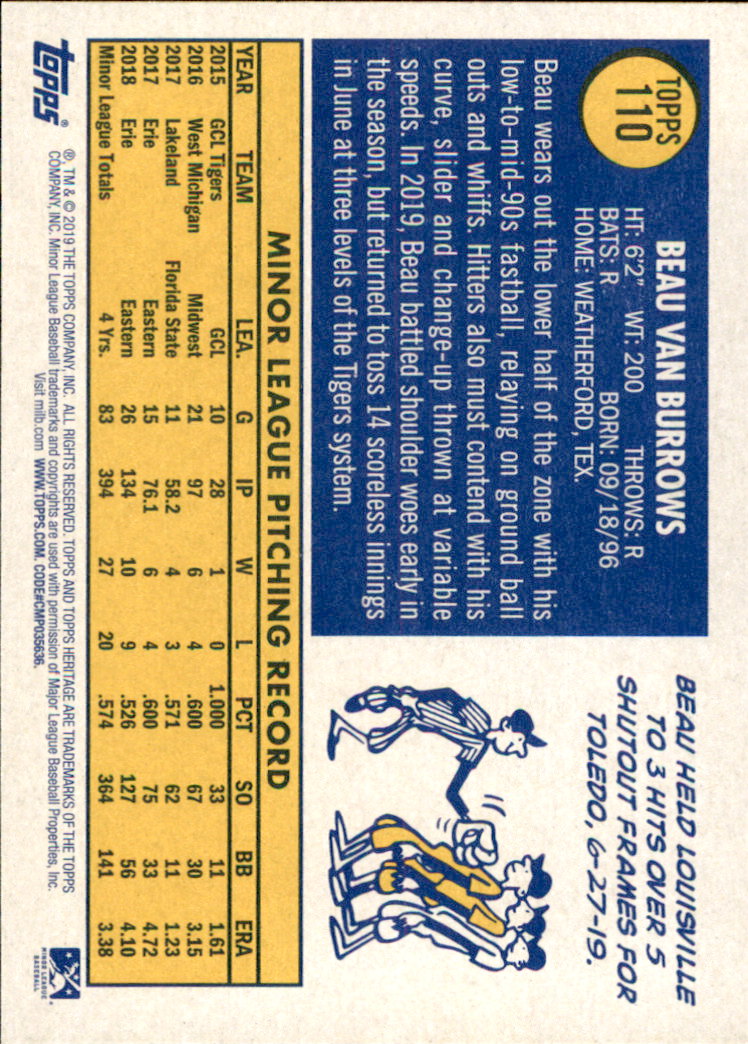 TOPPS
110
BEAU VAN BURROWS
HT: 6'2" WT: 200 THROWS: R
BATS: R BORN: 09/18/96
HOME: WEATHERFORD, TEX.
Beau wears out the lower half of the zone with his
low-to-mid-90s fastball, relaying on ground ball
outs and whiffs. Hitters also must contend with his
curve, slider and change-up thrown at variable
speeds. In 2019, Beau battled shoulder woes early in
the season, but returned to toss 14 scoreless innings
in June at three levels of the Tigers system.
BEAU HELD LOUISVILLE
TO 3 HITS OVER 5
SHUTOUT FRAMES FOR
TOLEDO, 6-27-19.
MINOR LEAGUE PITCHING RECORD
YEAR TEAM LEA. G IP W L PCT SO BB ERA
2015 GCL Tigers GCL 10 28 1 0 1.000 33 11 1.61
2016 West Michigan Midwest 21 97 6 4 .600 67 30 3.15
2017 Lakeland Florida State 11 58.2 4 3 .571 62 11 1.23
2017 Erie Eastern 15 76.1 6 4 .600 75 33 4.72
2018 Erie Eastern 26 134 10 9 .526 127 56 4.10
Minor League Totals 4 Yrs. 83 394 27 20 .574 364 141 3.38
topps®
®, TM & © 2019 THE TOPPS COMPANY, INC. ALL RIGHTS RESERVED. TOPPS AND TOPPS HERITAGE ARE TRADEMARKS OF THE TOPPS
COMPANY, INC. Minor League Baseball trademarks and copyrights are used with permission of Major League Baseball Properties, Inc.
Visit milb.com WWW.TOPPS.COM. CODE#CMP035636.
MINOR LEAGUE
BASEBALL